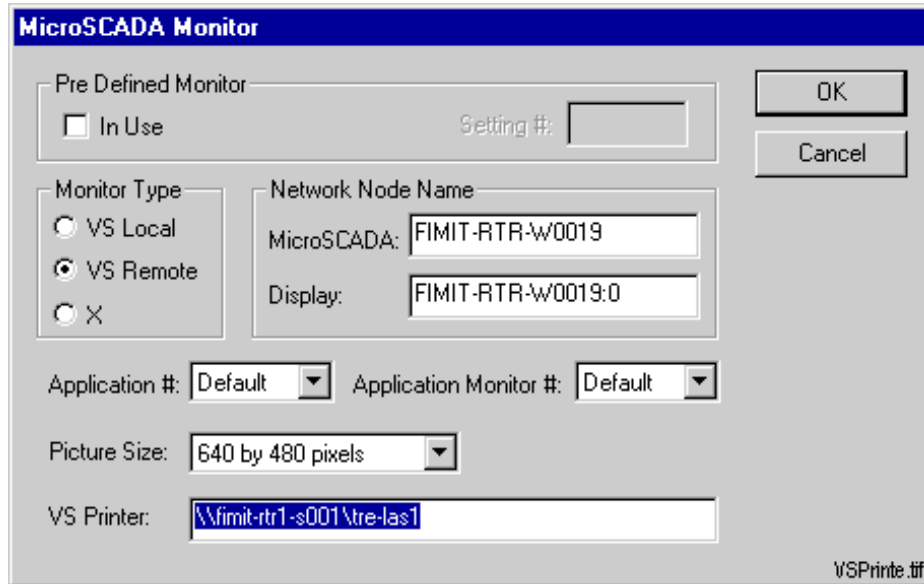 MicroSCADA Monitor
Pre Defined Monitor
In Use
Setting #:
OK
Cancel
Monitor Type
VS Local
VS Remote
X
Network Node Name
MicroSCADA: FIMIT-RTR-W0019
Display: FIMIT-RTR-W0019:0
Application #: Default Application Monitor #: Default
Picture Size: 640 by 480 pixels
VS Printer: \\fimit-rtr1-s001\tre-las1
VSPrinte.tif